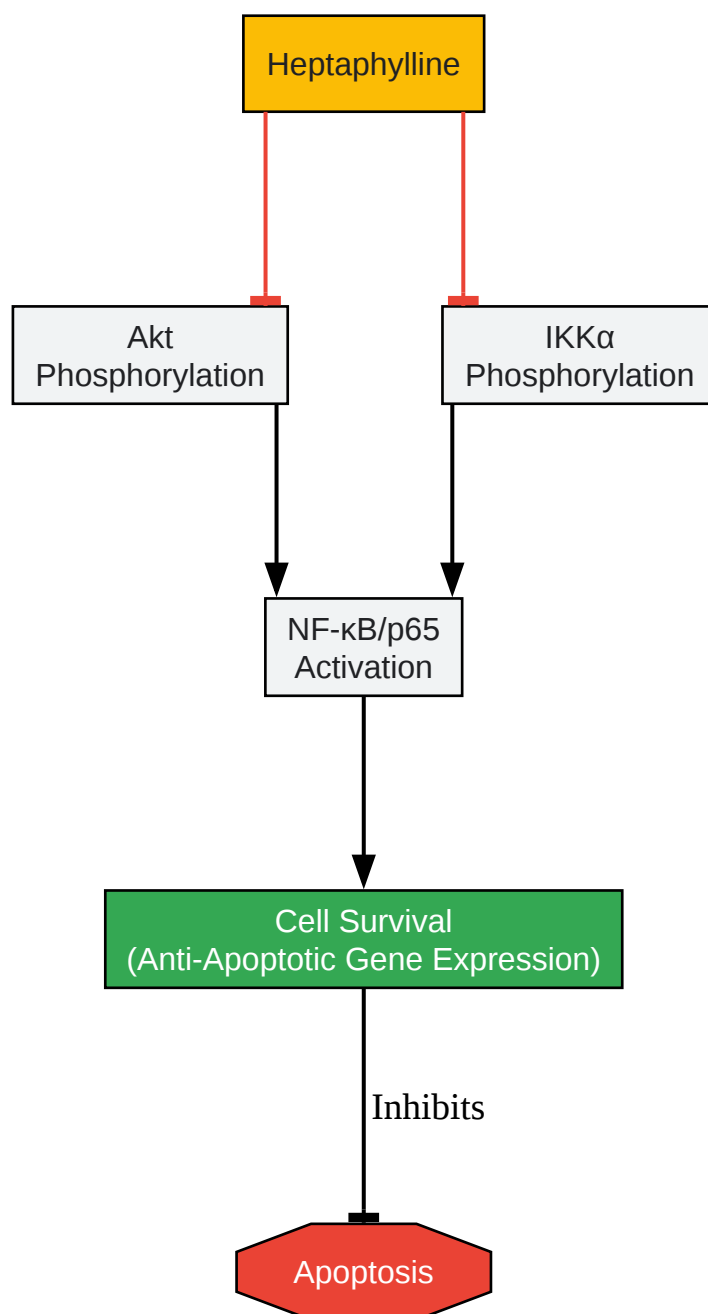 Heptaphylline
Akt
Phosphorylation
IKKα
Phosphorylation
NF-κB/p65
Activation
Cell Survival
(Anti-Apoptotic Gene Expression)
Inhibits
Apoptosis